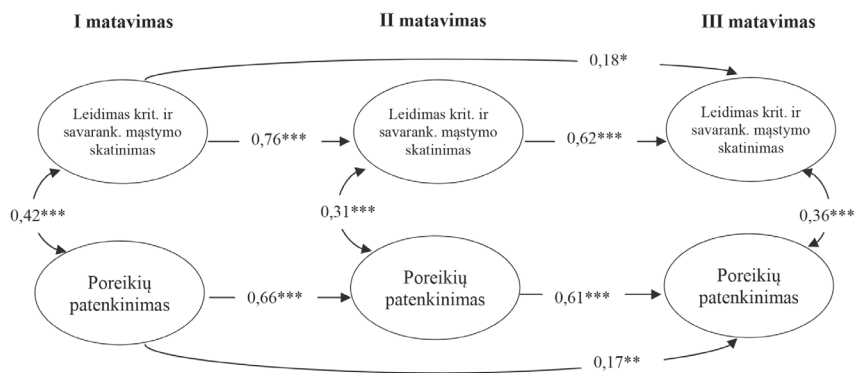 I matavimas
II matavimas
III matavimas
0,18*
Leidimas krit. ir
savarank. mąstymo
skatinimas
0,76***
Leidimas krit. ir
savarank. mąstymo
skatinimas
0,62***
Leidimas krit. ir
savarank. mąstymo
skatinimas
0,42***
0,31***
0,36***
Poreikių
patenkinimas
0,66***
Poreikių
patenkinimas
0,61***
Poreikių
patenkinimas
0,17**